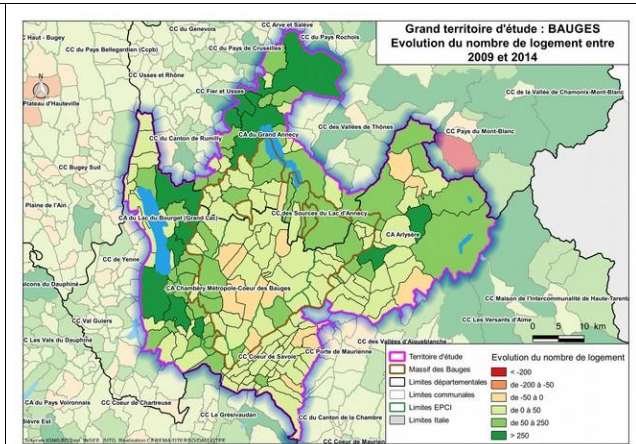 Grand territoire d'étude : BAUGES
Evolution du nombre de logement entre
2009 et 2014
CC du Genevois
CC Arve et Salève
CC du Pays Rochois
C Haut - Bugey
CC du Pays Bellegardien (Ccpb)
CC du Pays de Cruseilles
CC Usses et Rhône
CC Fier et Usses
CC de la Vallée de Chamonix-Mont-Blanc
N
Plateau d'Hauteville
CC du Canton de Rumilly
CA du Grand Annecy
CC des Vallées de Thônes
CC Pays du Mont-Blanc
CC Bugey Sud
Plaine de l'Ain
CA du Lac du Bourget (Grand Lac)
CC des Sources du Lac d'Annecy
CA Arlysère
CC de Yenne
CA Chambéry Métropole-Coeur des Bauges
CC Maison de l'Intercommunalité de Haute-Tarenta
CC Val Guiers
CC Les Versants d'Aime
CC Les Vals du Dauphiné
0 5 10 km
CC Coeur de Savoie
CC Porte de Maurienne
CC des Vallées d'Aigueblanche
CA du Pays Voironnais
CC Coeur de Chartreuse
CC Le Grésivaudan
CC du Canton de la Chambre
CC Coeur de Maurienne
Territoire d'étude
Massif des Bauges
Limites départementales
Limites communales
Limites EPCI
Limites Italie
Evolution du nombre de logement
< -200
de -200 à -50
de -50 à 0
de 0 à 50
de 50 à 250
> 250